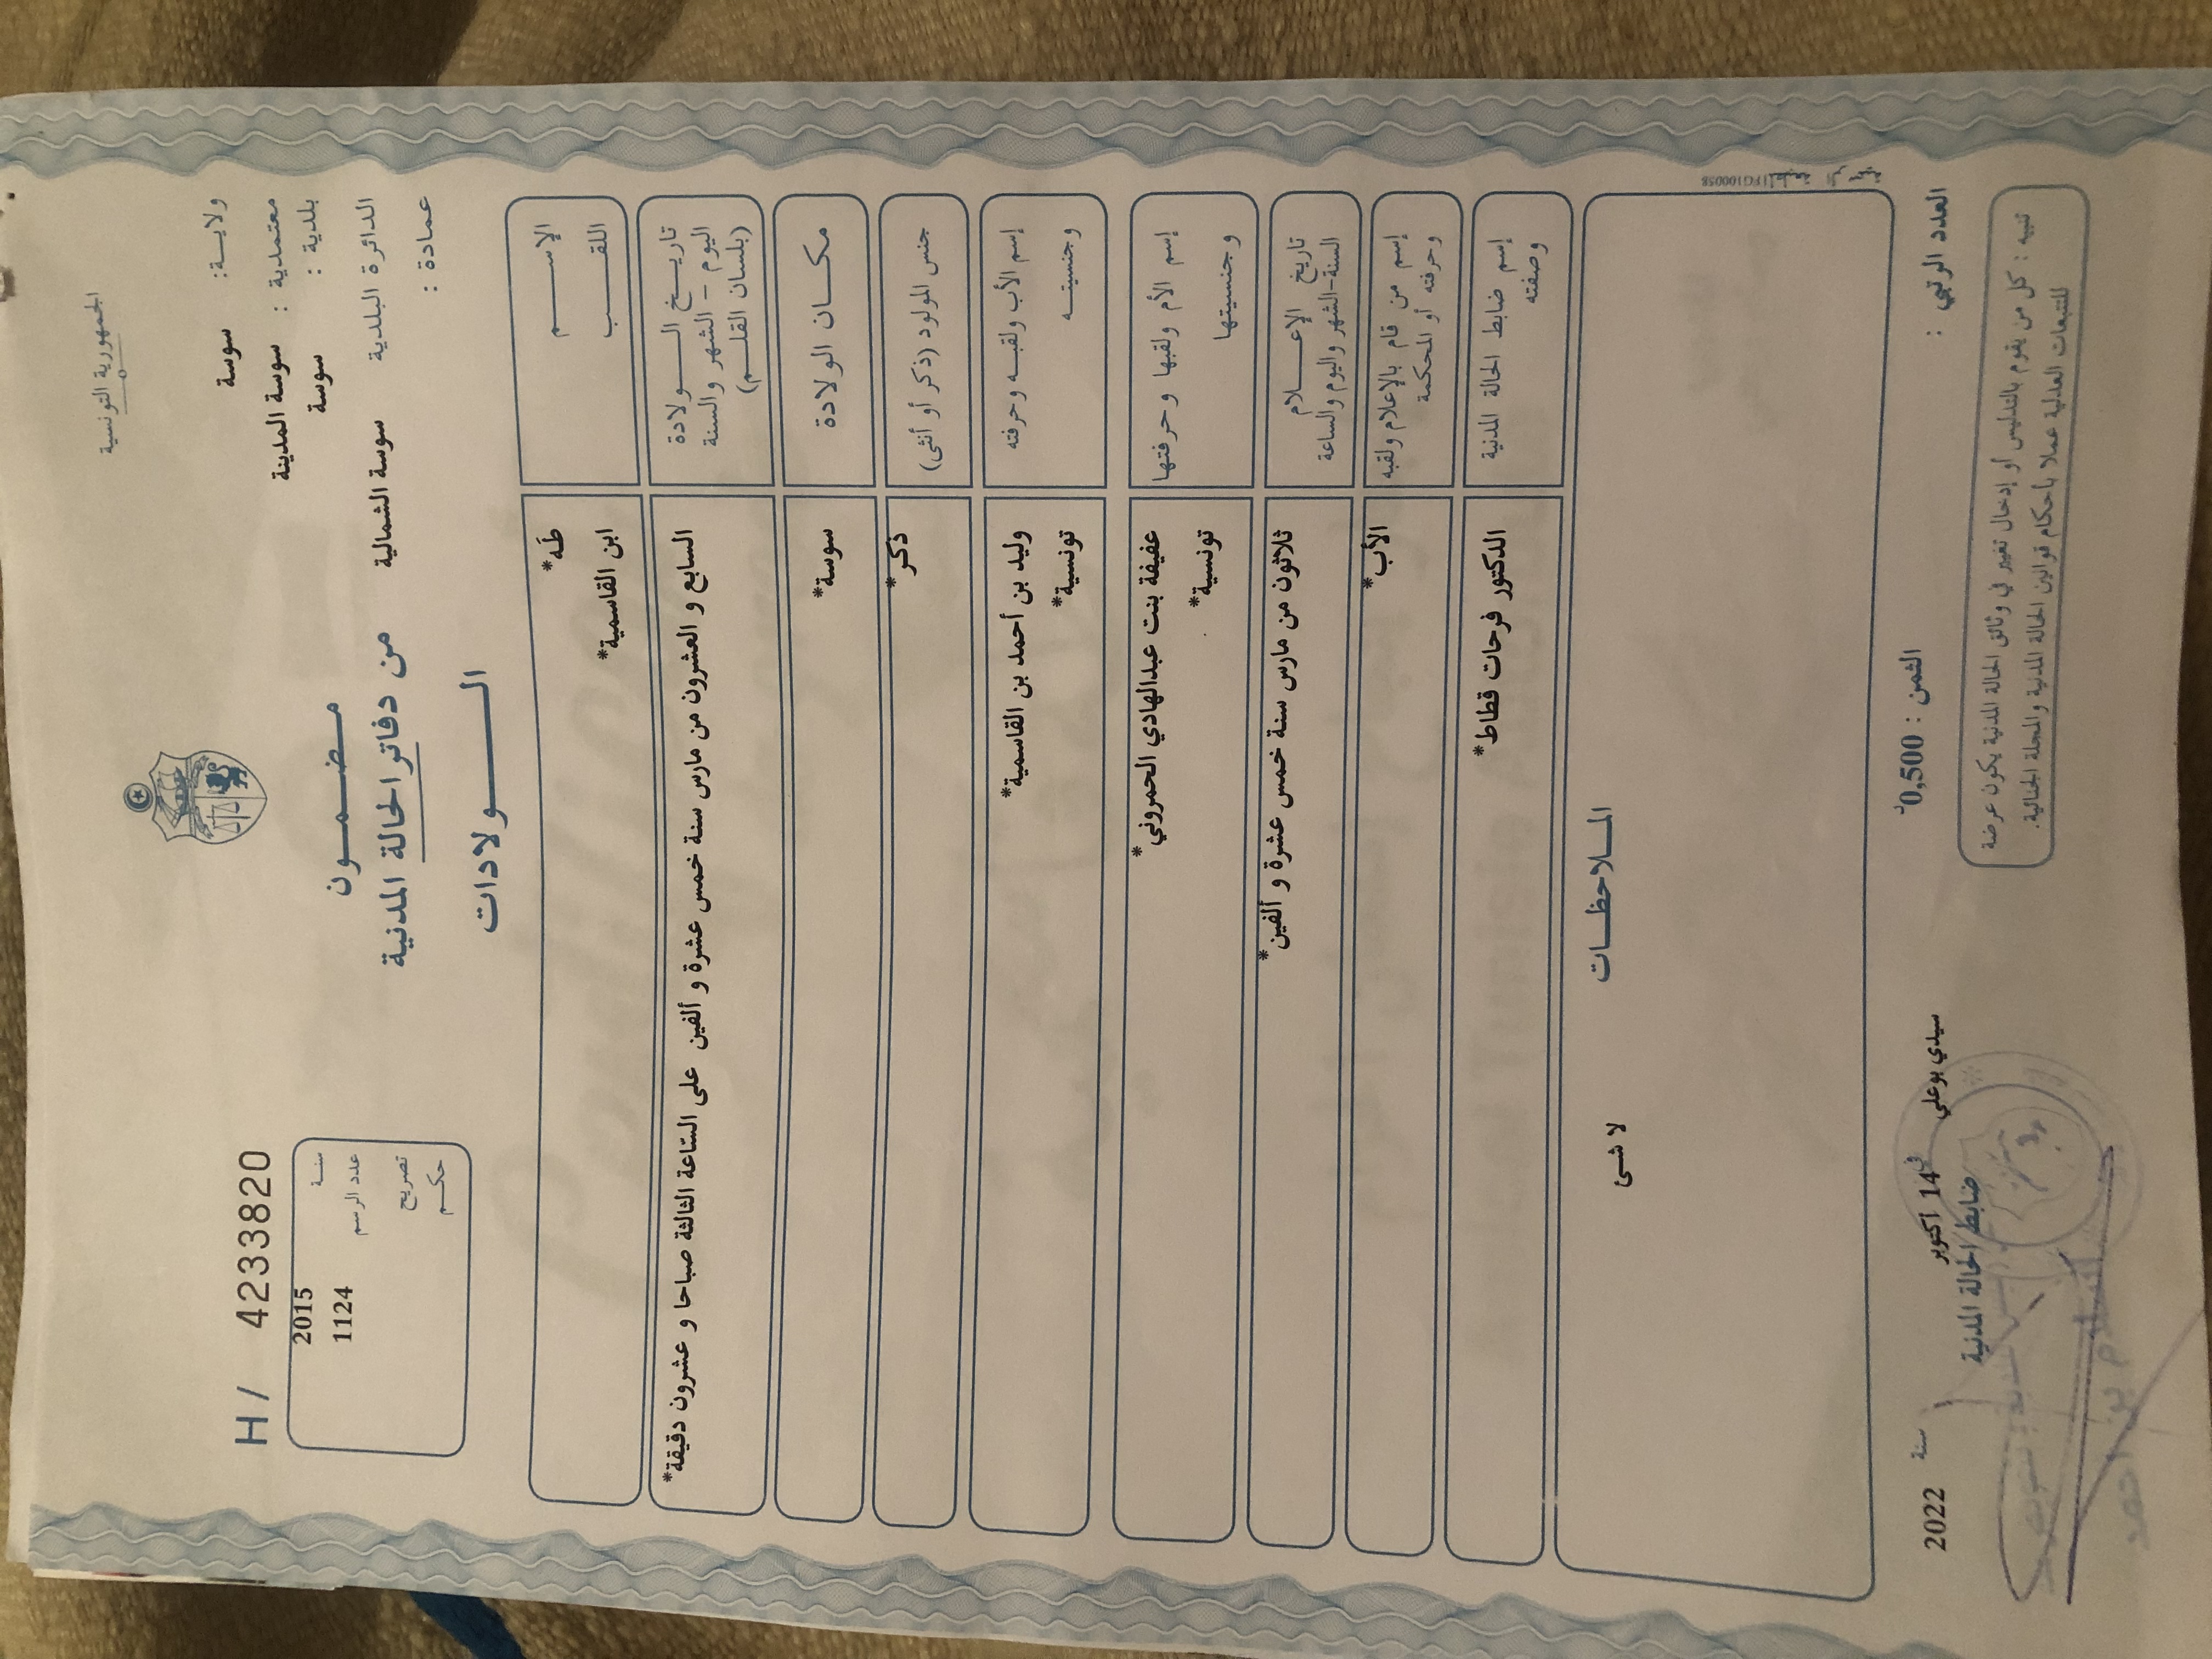 الجمهورية التونسية
ولاية: سوسة
معتمدية : سوسة المدينة
بلدية : سوسة
الدائرة البلدية سوسة الشمالية
عمادة :
H/ 4233820
سنة 2015
عدد الرسم 1124
تصريح
حكم
مضمون
من دفاتر الحالة المدنية
الولادات
الإسم طَه*
اللقب ابن القاسمية*
تاريخ الولادة
اليوم - الشهر والسنة
(بلسان القلم)
السابع و العشرون من مارس سنة خمس عشرة و ألفين على الساعة الثالثة صباحا و عشرون دقيقة*
مكان الولادة سوسة*
جنس المولود (ذكر أو أنثى) ذكر*
إسم الأب ولقبه وحرفته وليد بن أحمد بن القاسمية*
وجنسيته تونسية*
إسم الأم ولقبها وحرفتها عفيفة بنت عبدالهادي الحمروني*
وجنسيتها تونسية*
تاريخ الإعلام
السنة-الشهر واليوم والساعة
ثلاثون من مارس سنة خمس عشرة و ألفين*
إسم من قام بالإعلام ولقبه الأب*
وحرفته أو المحكمة
إسم ضابط الحالة المدنية الدكتور فرحات قطاط*
وصفته
الملاحظات
لا شئ
العدد الرتبي :
الثمن : 0,500د
سيدي بوعلي في 14 أكتوبر سنة 2022
ضابط الحالة المدنية
تنبيه : كل من يقوم بالتدليس أو إدخال تغيير في وثائق الحالة المدنية يكون عرضة
للتتبعات العدلية عملا بأحكام قوانين الحالة المدنية والمجلة الجنائية.